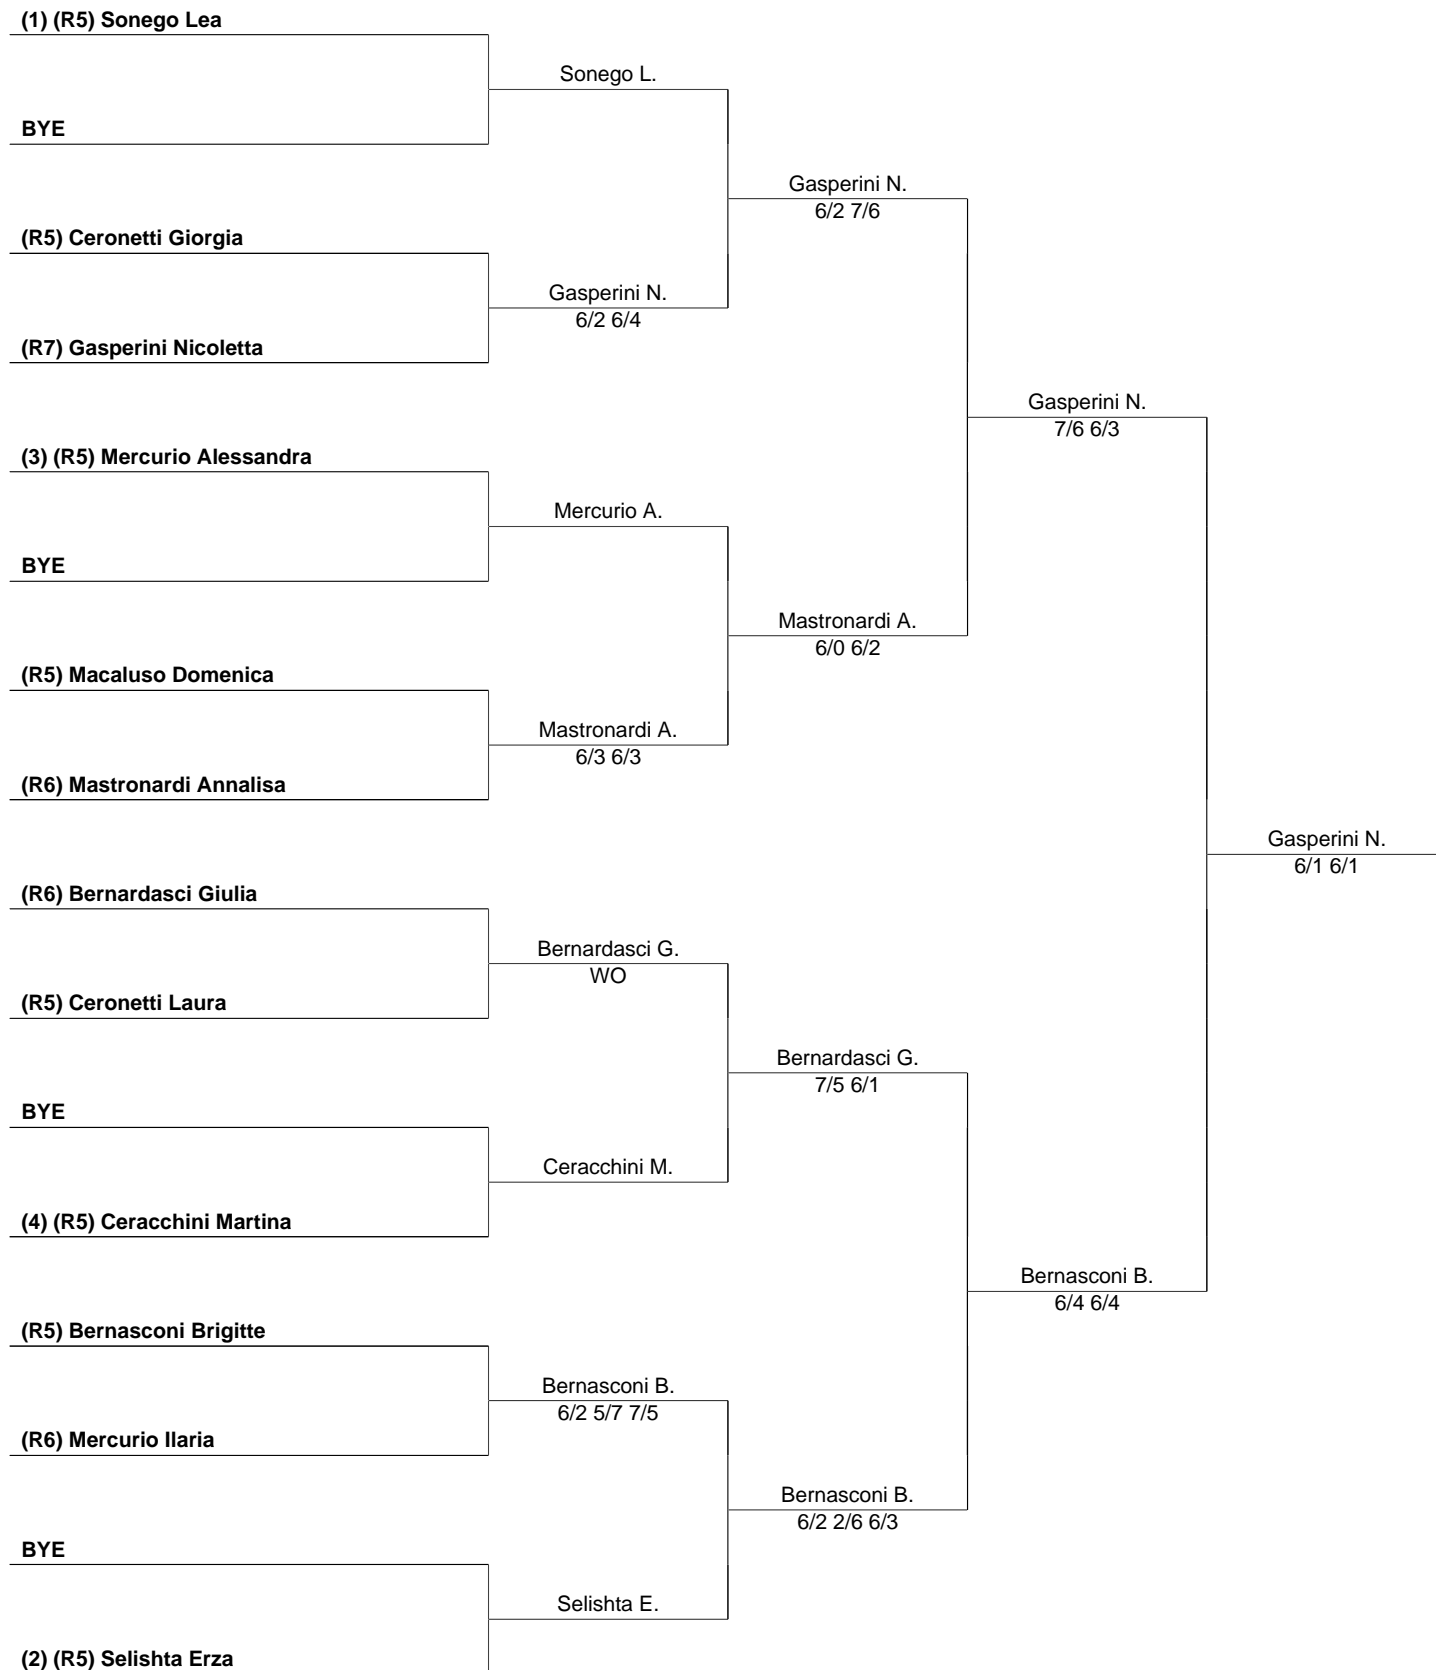 (1) (R5) Sonego Lea
Sonego L.
BYE
Gasperini N.
6/2 7/6
(R5) Ceronetti Giorgia
Gasperini N.
6/2 6/4
(R7) Gasperini Nicoletta
Gasperini N.
7/6 6/3
(3) (R5) Mercurio Alessandra
Mercurio A.
BYE
Mastronardi A.
6/0 6/2
(R5) Macaluso Domenica
Mastronardi A.
6/3 6/3
(R6) Mastronardi Annalisa
Gasperini N.
6/1 6/1
(R6) Bernardasci Giulia
Bernardasci G.
WO
(R5) Ceronetti Laura
Bernardasci G.
7/5 6/1
BYE
Ceracchini M.
(4) (R5) Ceracchini Martina
Bernasconi B.
6/4 6/4
(R5) Bernasconi Brigitte
Bernasconi B.
6/2 5/7 7/5
(R6) Mercurio Ilaria
Bernasconi B.
6/2 2/6 6/3
BYE
Selishta E.
(2) (R5) Selishta Erza